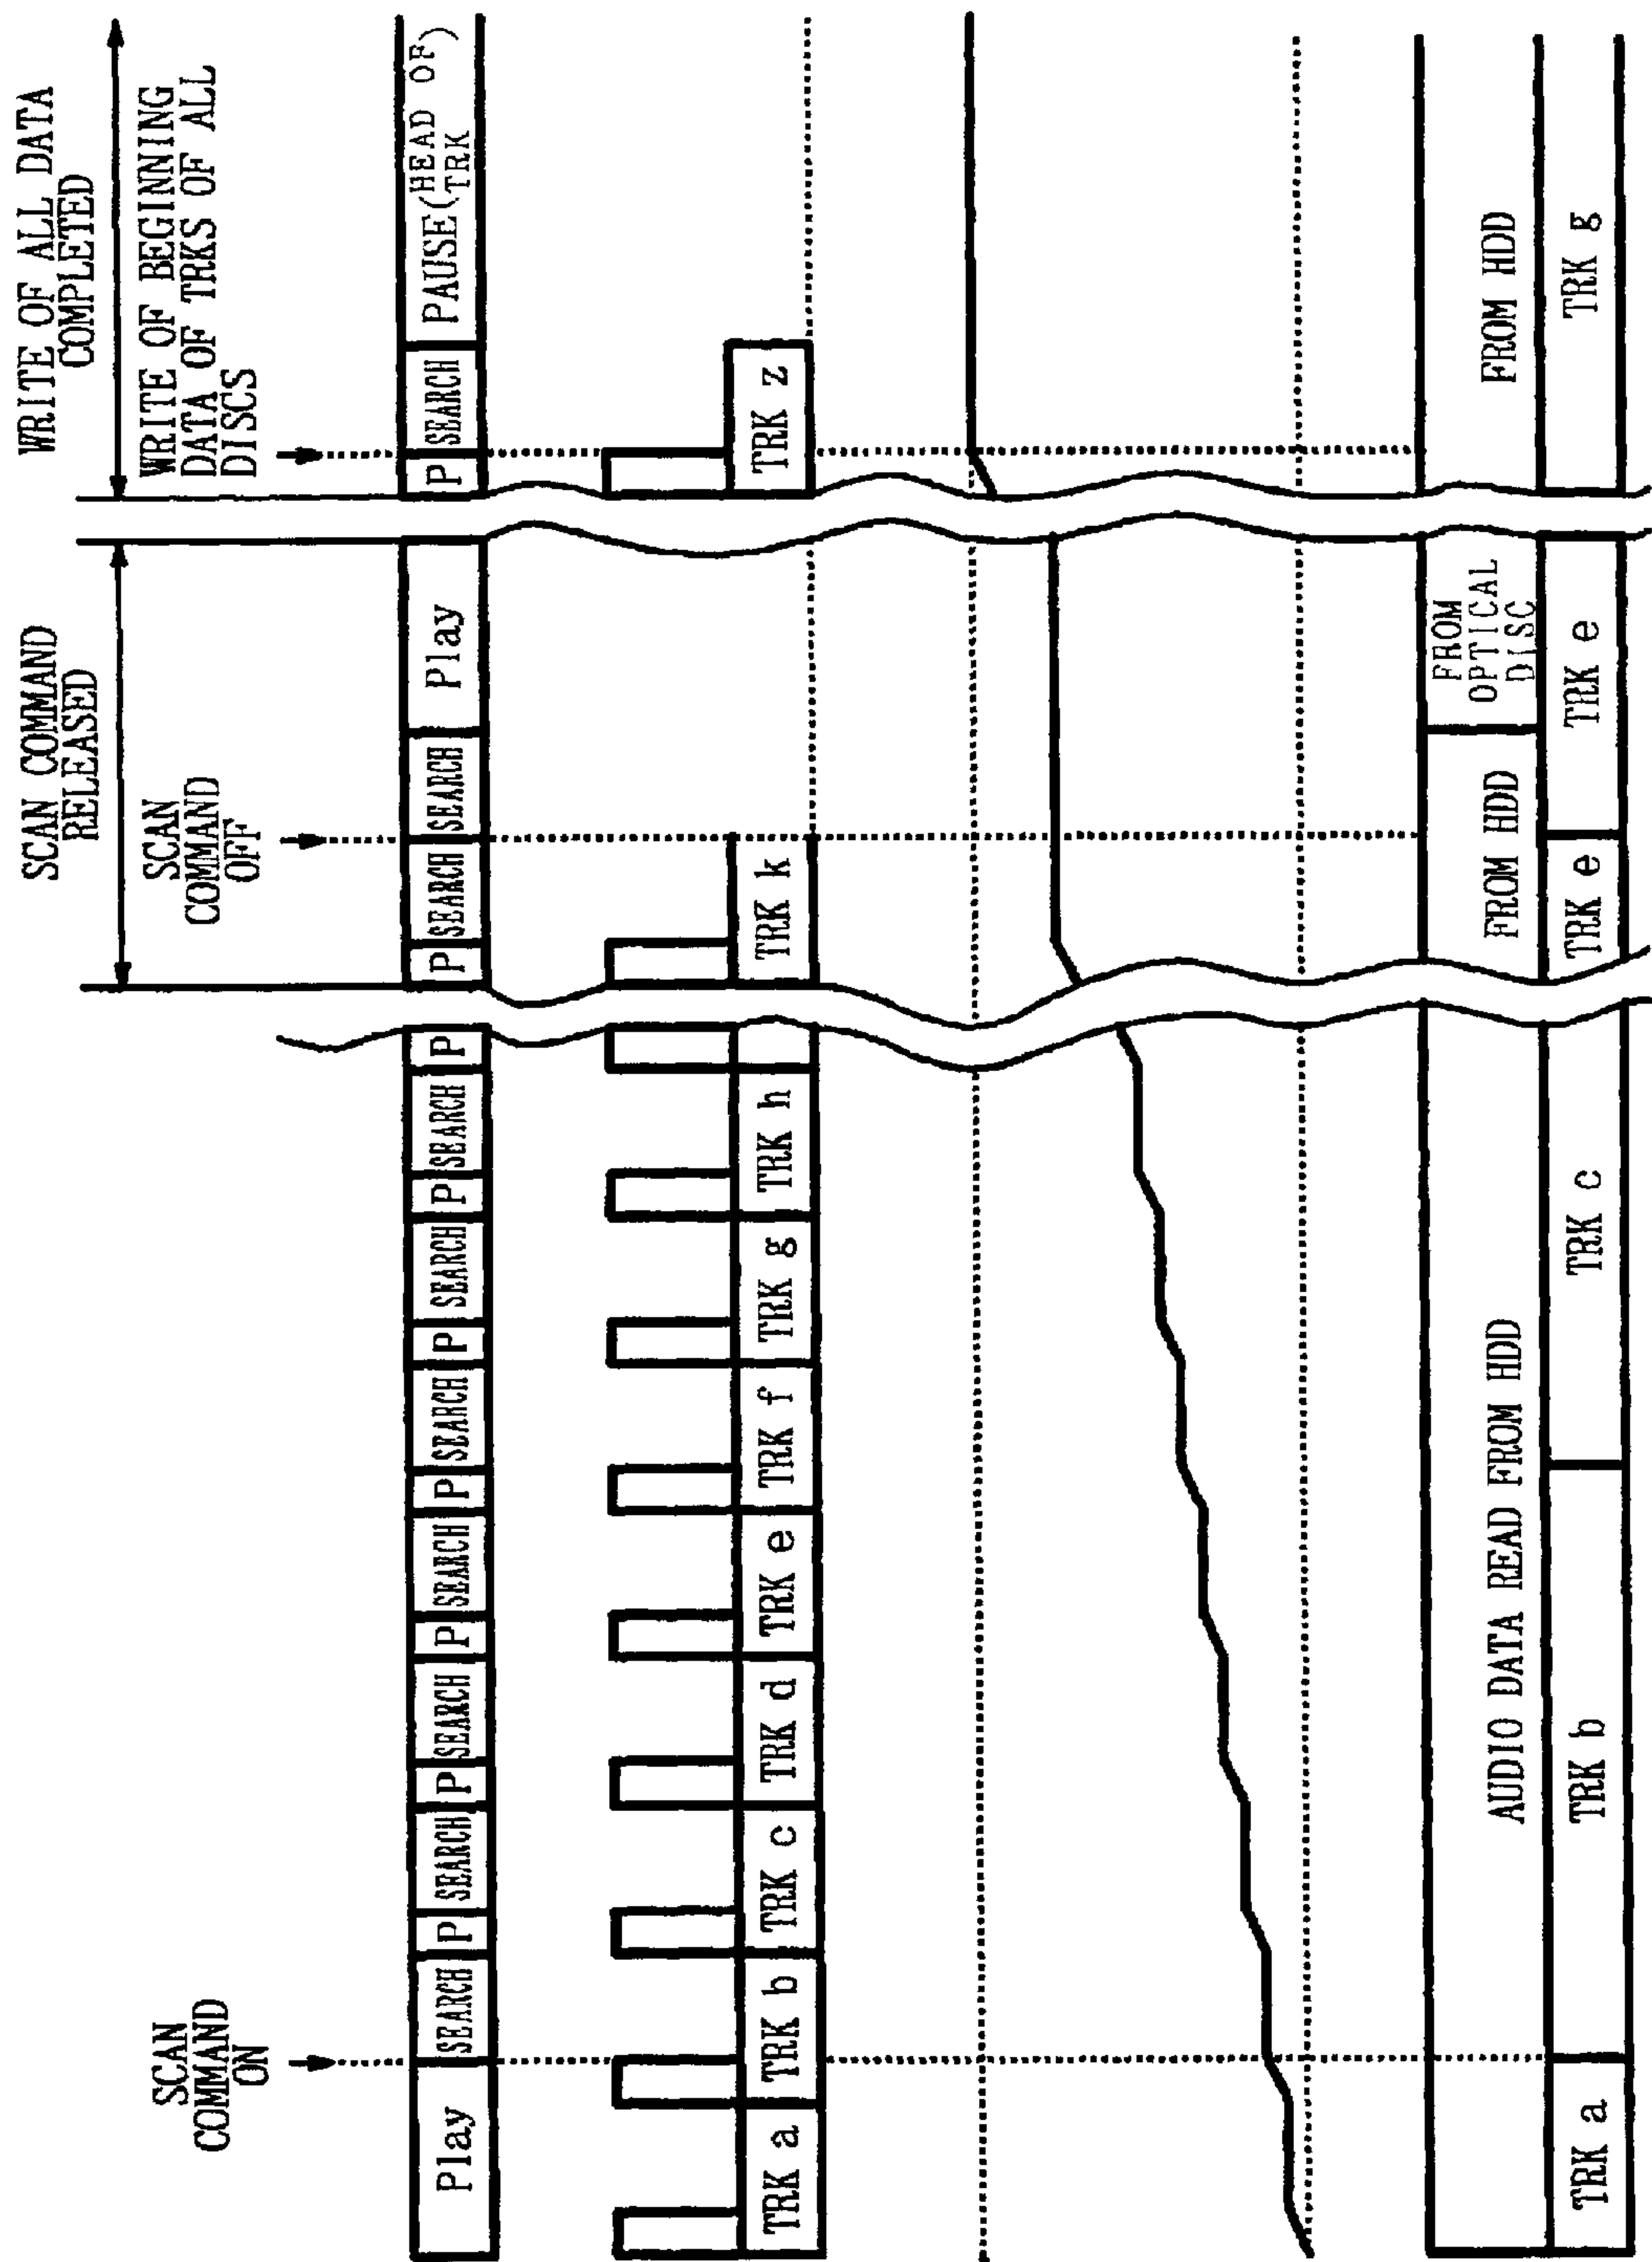 SCAN
COMMAND
ON
SCAN COMMAND
RELEASED
SCAN
COMMAND
OFF
WRITE OF ALL DATA
COMPLETED
WRITE OF BEGINNING
DATA OF TRKS OF ALL
DISCS
Play SEARCH P SEARCH P SEARCH P SEARCH P SEARCH P SEARCH P SEARCH P P SEARCH SEARCH Play P SEARCH PAUSE(HEAD OF)
TRK
TRK a TRK b TRK c TRK d TRK e TRK f TRK g TRK h TRK k TRK z
AUDIO DATA READ FROM HDD FROM HDD FROM
OPTICAL
DISC FROM HDD
TRK a TRK b TRK c TRK e TRK e TRK g